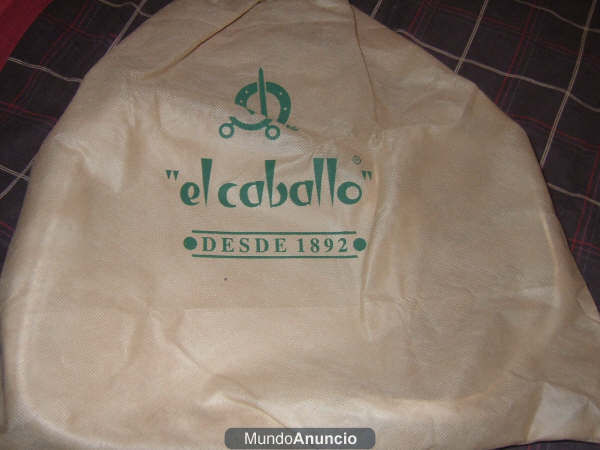 ®
"el caballo"
DESDE 1892
MundoAnuncio